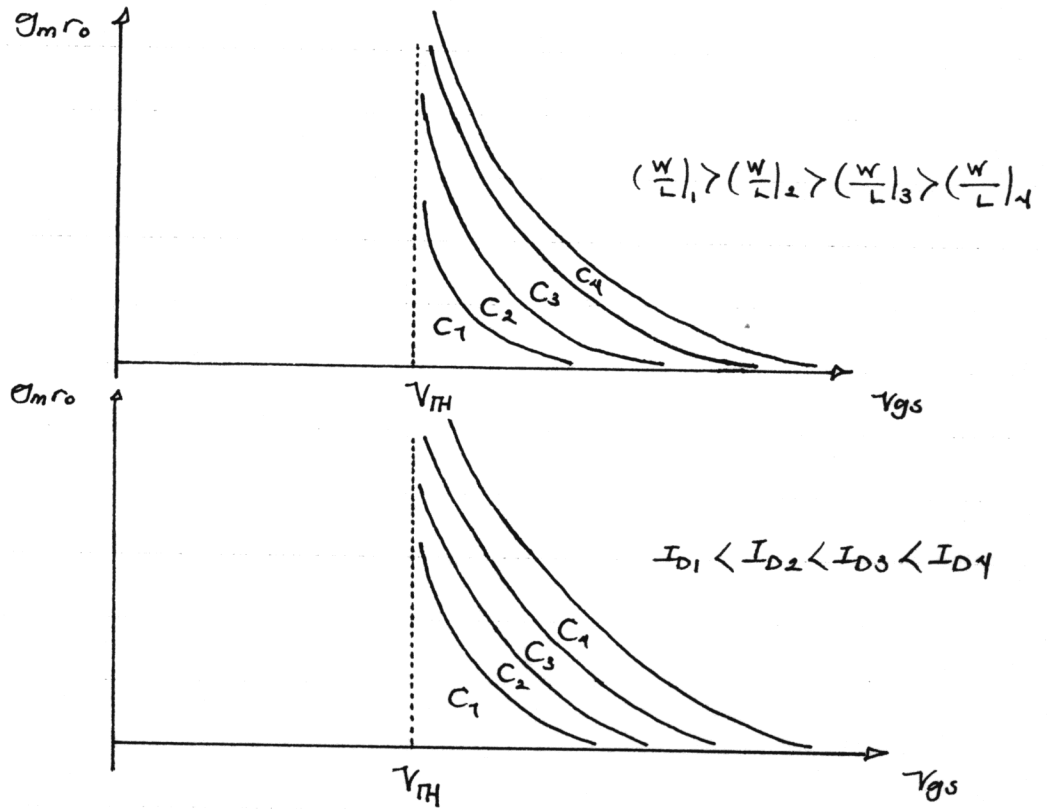 gmro
(W/L)1 > (W/L)2 > (W/L)3 > (W/L)4
C4
C3
C2
C1
VTH
Vgs
gmro
ID1 < ID2 < ID3 < ID4
C4
C3
C2
C1
VTH
Vgs